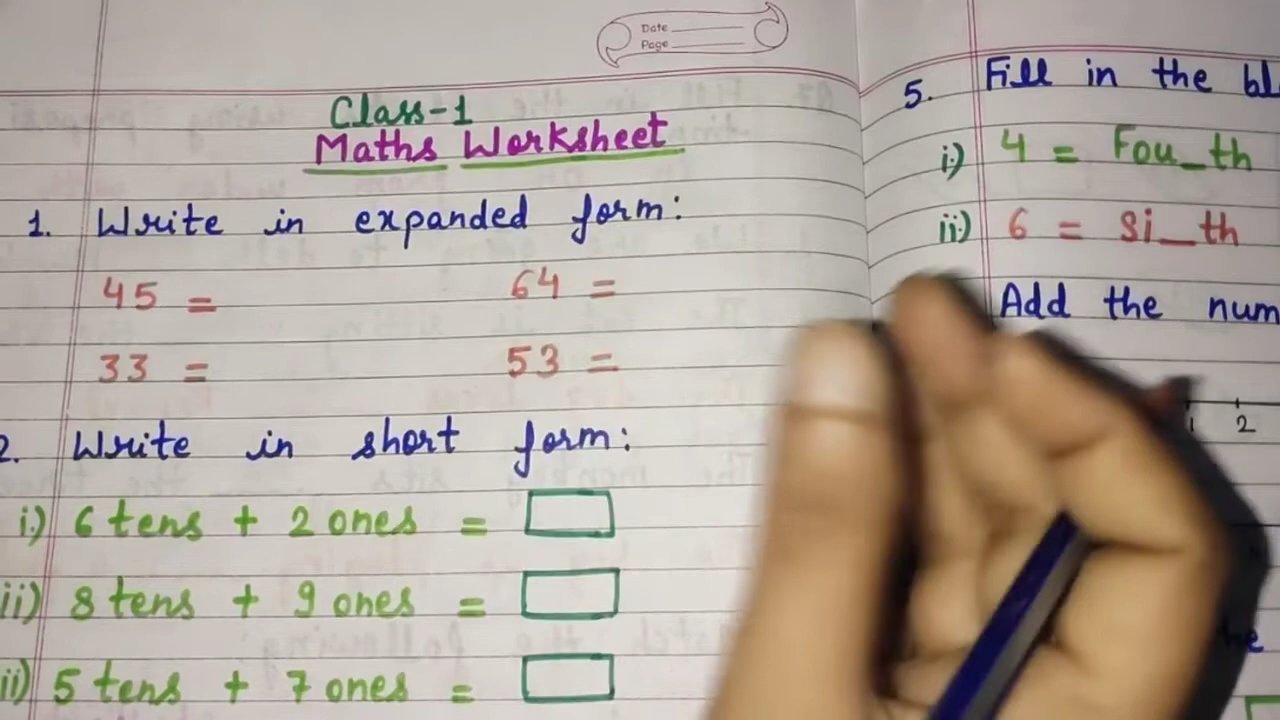 Date
Page
Class-1
Maths Worksheet
1. Write in expanded form:
45 =
64 =
33 =
53 =
2. Write in short form:
i.) 6 tens + 2 ones =
ii) 8 tens + 9 ones =
ii) 5 tens + 7 ones =
5. Fill in the bl
i.) 4 = Fou_th
ii.) 6 = Si_th
Add the num
1 2